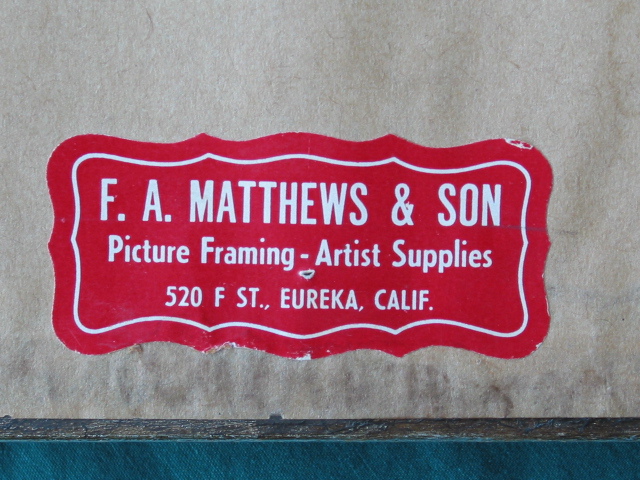 F. A. MATTHEWS & SON
Picture Framing - Artist Supplies
520 F ST., EUREKA, CALIF.